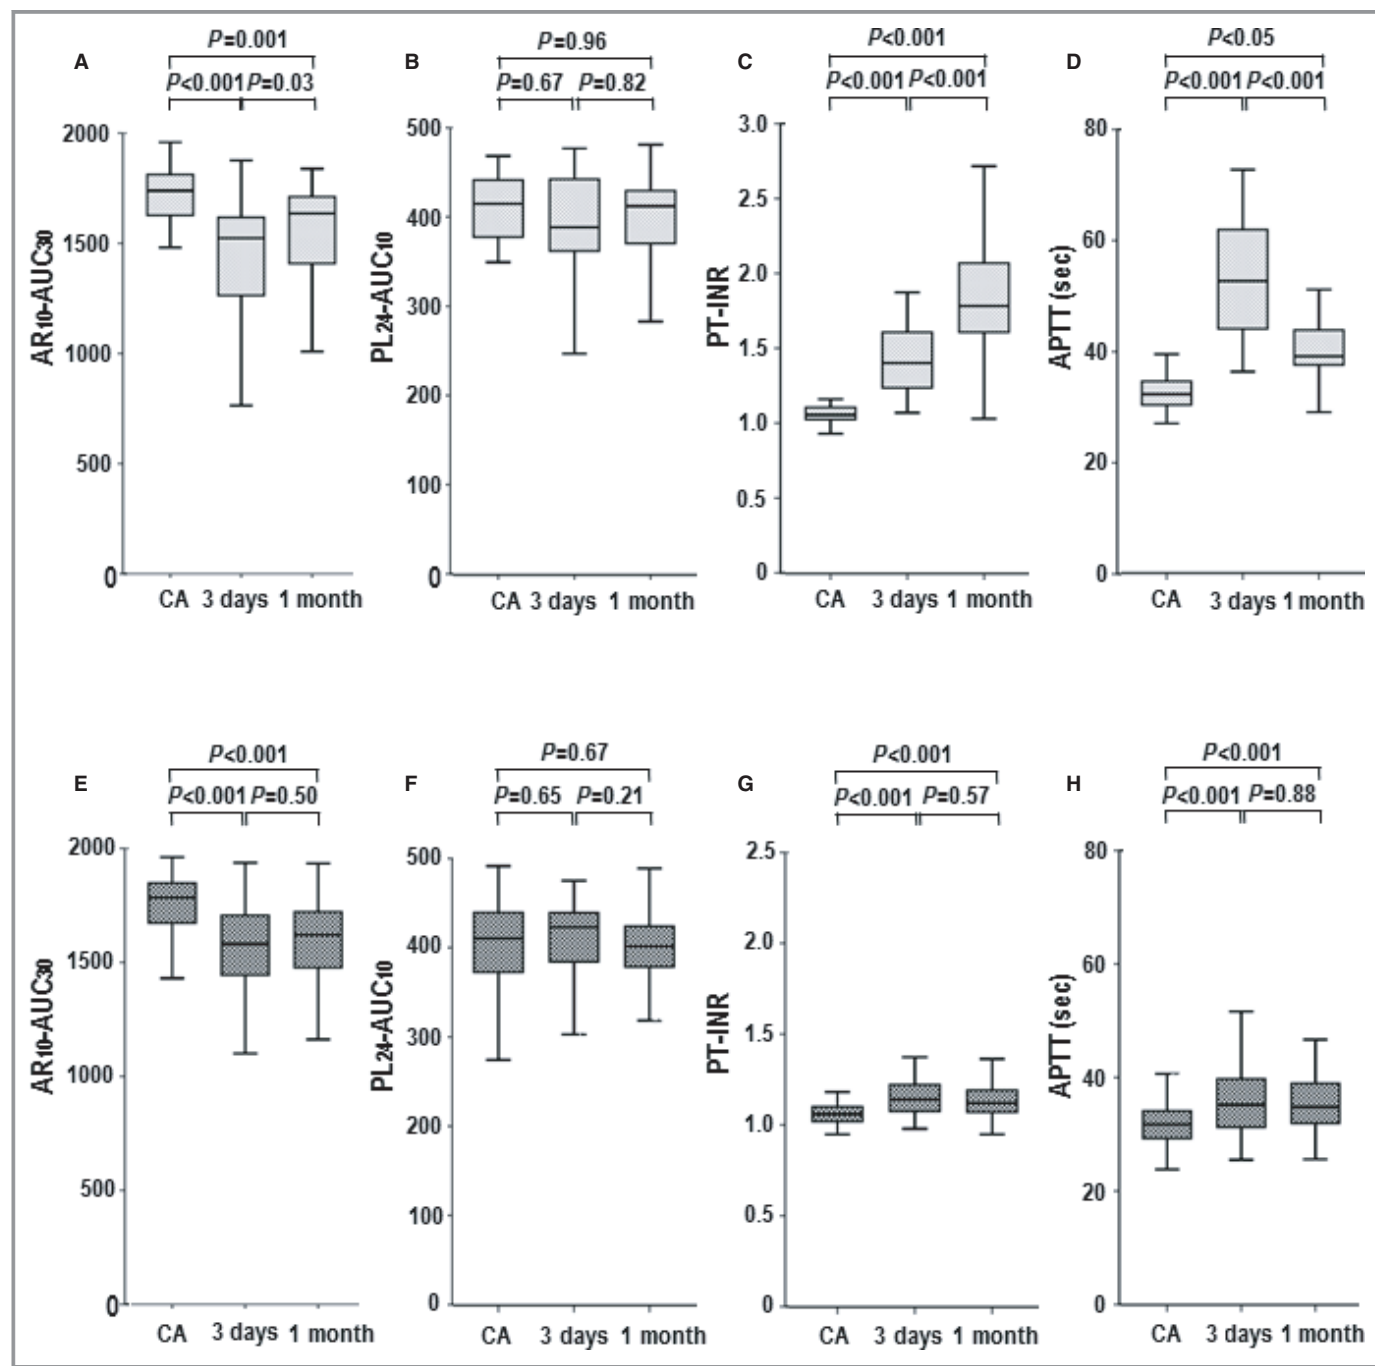 A
P=0.001
P<0.001 P=0.03
AR10-AUC30
2000
1500
1000
500
0
CA 3 days 1 month
B
P=0.96
P=0.67 P=0.82
PL24-AUC10
500
400
300
200
100
0
CA 3 days 1 month
C
P<0.001
P<0.001 P<0.001
PT-INR
3.0
2.5
2.0
1.5
1.0
0.5
0
CA 3 days 1 month
D
P<0.05
P<0.001 P<0.001
APTT (sec)
80
60
40
20
0
CA 3 days 1 month
E
P<0.001
P<0.001 P=0.50
AR10-AUC30
2000
1500
1000
500
0
CA 3 days 1 month
F
P=0.67
P=0.65 P=0.21
PL24-AUC10
500
400
300
200
100
0
CA 3 days 1 month
G
P<0.001
P<0.001 P=0.57
PT-INR
2.5
2.0
1.5
1.0
0.5
0
CA 3 days 1 month
H
P<0.001
P<0.001 P=0.88
APTT (sec)
80
60
40
20
0
CA 3 days 1 month